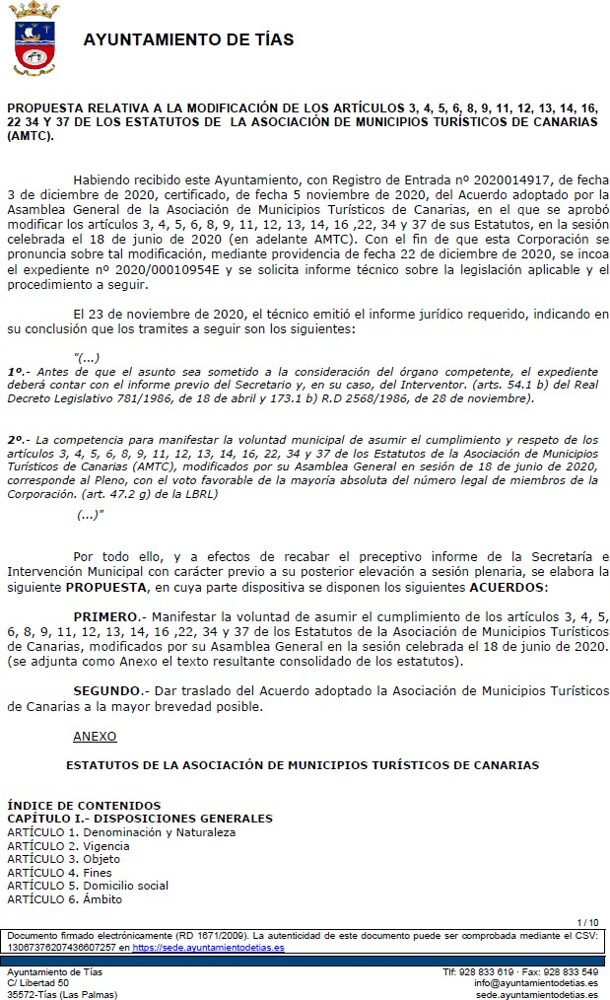 AYUNTAMIENTO DE TÍAS
PROPUESTA RELATIVA A LA MODIFICACIÓN DE LOS ARTÍCULOS 3, 4, 5, 6, 8, 9, 11, 12, 13, 14, 16,
22 34 Y 37 DE LOS ESTATUTOS DE LA ASOCIACIÓN DE MUNICIPIOS TURÍSTICOS DE CANARIAS
(AMTC).
Habiendo recibido este Ayuntamiento, con Registro de Entrada nº 2020014917, de fecha
3 de diciembre de 2020, certificado, de fecha 5 noviembre de 2020, del Acuerdo adoptado por la
Asamblea General de la Asociación de Municipios Turísticos de Canarias, en el que se aprobó
modificar los artículos 3, 4, 5, 6, 8, 9, 11, 12, 13, 14, 16 ,22, 34 y 37 de sus Estatutos, en la sesión
celebrada el 18 de junio de 2020 (en adelante AMTC). Con el fin de que esta Corporación se
pronuncia sobre tal modificación, mediante providencia de fecha 22 de diciembre de 2020, se incoa
el expediente nº 2020/00010954E y se solicita informe técnico sobre la legislación aplicable y el
procedimiento a seguir.
El 23 de noviembre de 2020, el técnico emitió el informe jurídico requerido, indicando en
su conclusión que los tramites a seguir son los siguientes:
"(...)
1º.- Antes de que el asunto sea sometido a la consideración del órgano competente, el expediente
deberá contar con el informe previo del Secretario y, en su caso, del Interventor. (arts. 54.1 b) del Real
Decreto Legislativo 781/1986, de 18 de abril y 173.1 b) R.D 2568/1986, de 28 de noviembre).
2º.- La competencia para manifestar la voluntad municipal de asumir el cumplimiento y respeto de los
artículos 3, 4, 5, 6, 8, 9, 11, 12, 13, 14, 16, 22, 34 y 37 de los Estatutos de la Asociación de Municipios
Turísticos de Canarias (AMTC), modificados por su Asamblea General en sesión de 18 de junio de 2020,
corresponde al Pleno, con el voto favorable de la mayoría absoluta del número legal de miembros de la
Corporación. (art. 47.2 g) de la LBRL)
(...)"
Por todo ello, y a efectos de recabar el preceptivo informe de la Secretaría e
Intervención Municipal con carácter previo a su posterior elevación a sesión plenaria, se elabora la
siguiente PROPUESTA, en cuya parte dispositiva se disponen los siguientes ACUERDOS:
PRIMERO.- Manifestar la voluntad de asumir el cumplimiento de los artículos 3, 4, 5,
6, 8, 9, 11, 12, 13, 14, 16 ,22, 34 y 37 de los Estatutos de la Asociación de Municipios Turísticos
de Canarias, modificados por su Asamblea General en la sesión celebrada el 18 de junio de 2020.
(se adjunta como Anexo el texto resultante consolidado de los estatutos).
SEGUNDO.- Dar traslado del Acuerdo adoptado la Asociación de Municipios Turísticos
de Canarias a la mayor brevedad posible.
ANEXO
ESTATUTOS DE LA ASOCIACIÓN DE MUNICIPIOS TURÍSTICOS DE CANARIAS
ÍNDICE DE CONTENIDOS
CAPÍTULO I.- DISPOSICIONES GENERALES
ARTÍCULO 1. Denominación y Naturaleza
ARTÍCULO 2. Vigencia
ARTÍCULO 3. Objeto
ARTÍCULO 4. Fines
ARTÍCULO 5. Domicilio social
ARTÍCULO 6. Ámbito
1 / 10
Documento firmado electrónicamente (RD 1671/2009). La autenticidad de este documento puede ser comprobada mediante el CSV:
13067376207436607257 en https://sede.ayuntamientodetias.es
Ayuntamiento de Tías
C/ Libertad 50
35572-Tías (Las Palmas)
Tlf: 928 833 619 · Fax: 928 833 549
info@ayuntamientodetias.es
sede.ayuntamientodetias.es